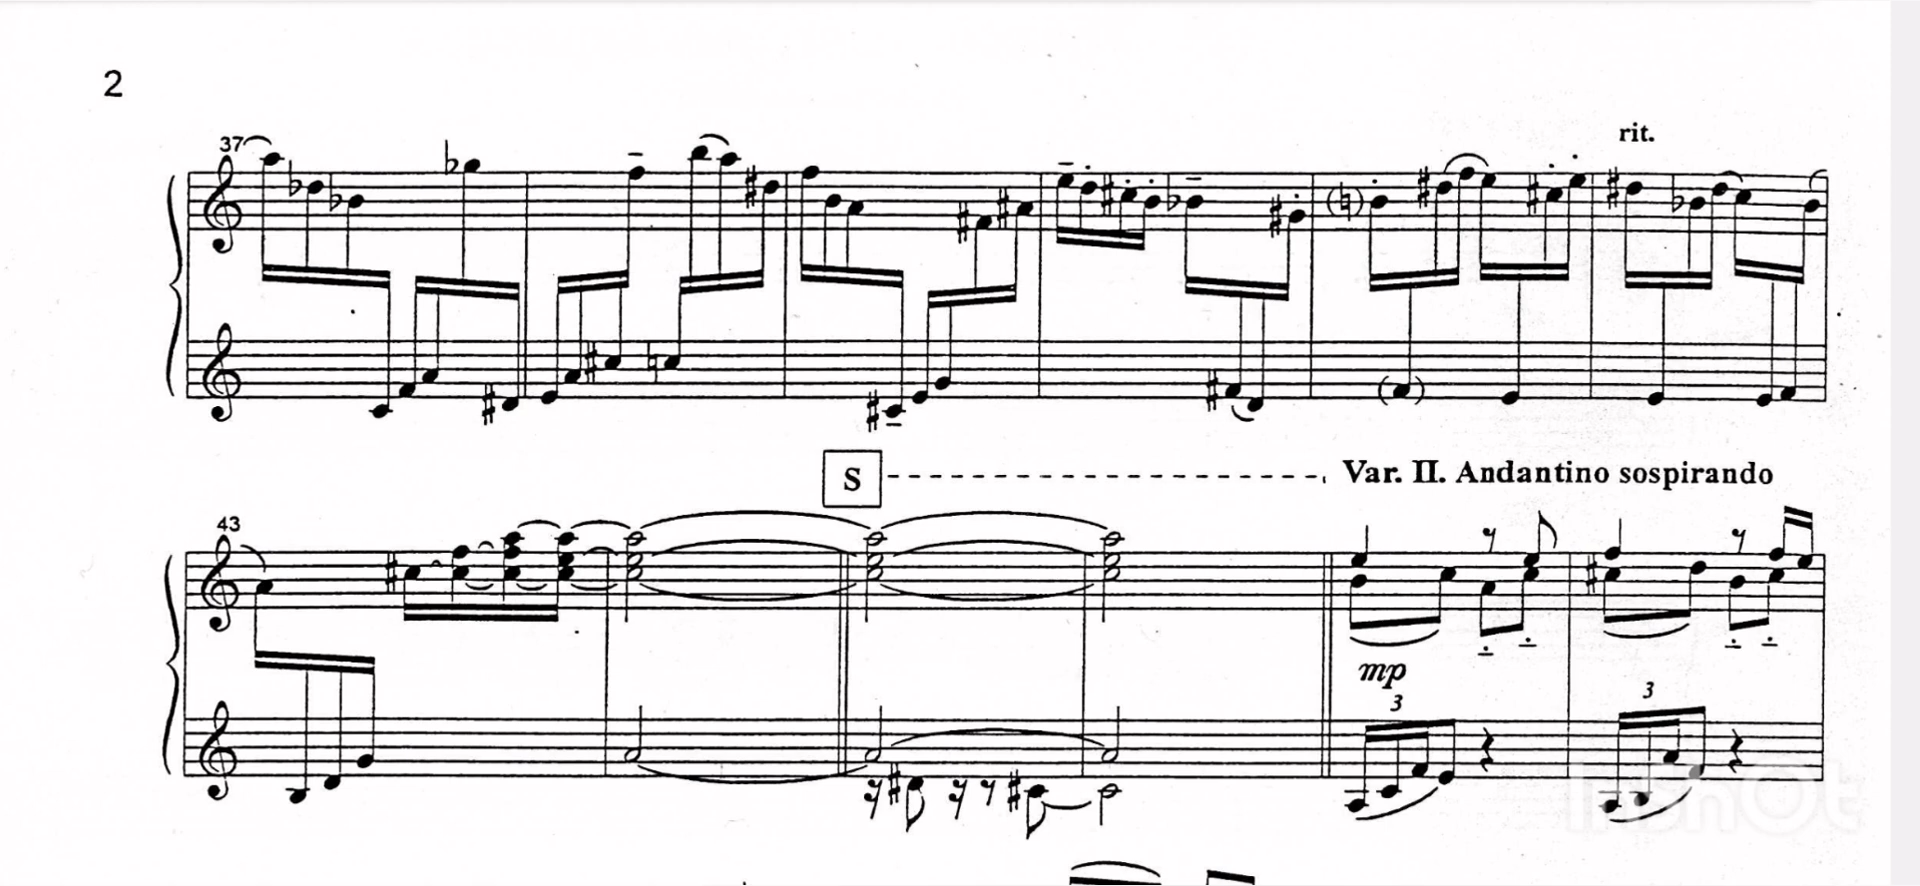 2
37
rit.
S
Var. II. Andantino sospirando
43
mp
3
3
InShOt